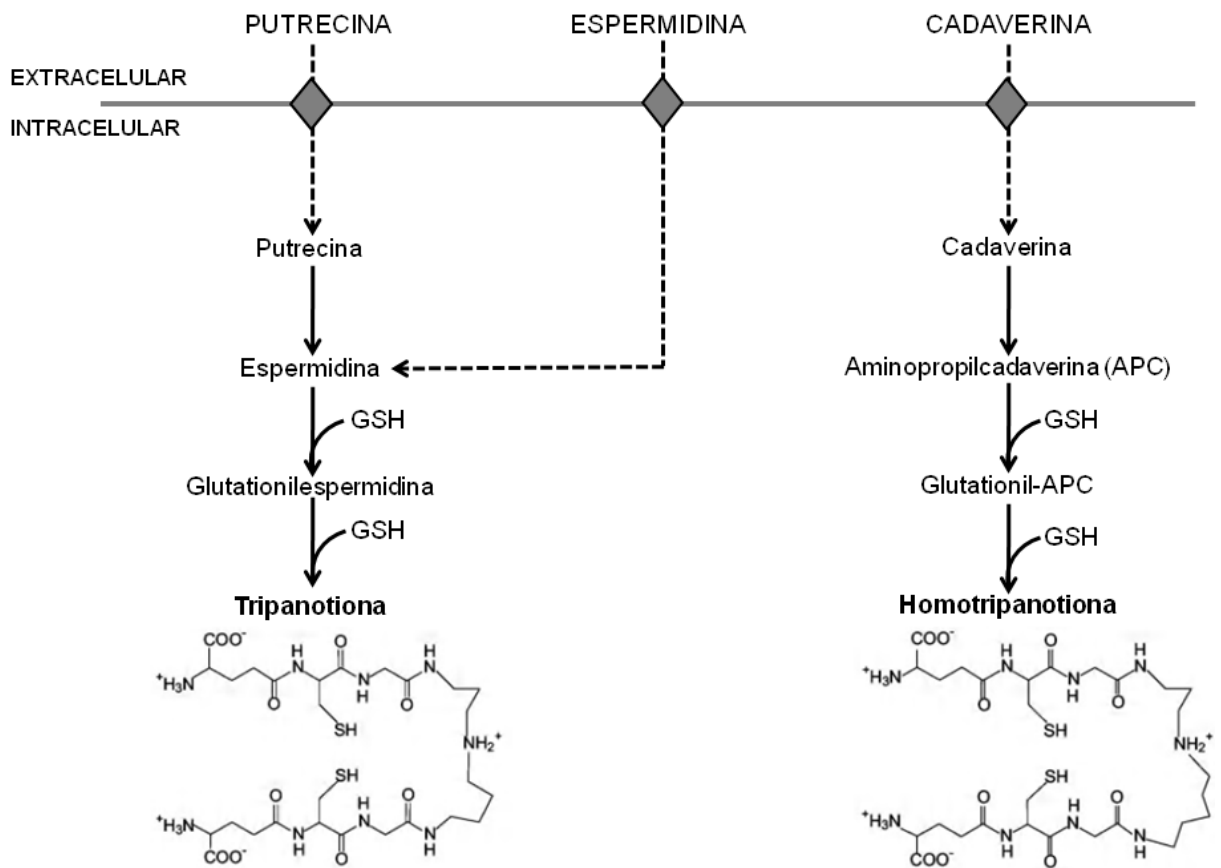 PUTRECINA ESPERMIDINA CADAVERINA
EXTRACELULAR
INTRACELULAR
Putrecina Cadaverina
Espermidina Aminopropilcadaverina (APC)
GSH GSH
Glutationilespermidina Glutationil-APC
GSH GSH
Tripanotiona Homotripanotiona
COO⁻ H O H COO⁻ H O H
N N N N
⁺H₃N ⁺H₃N
O N O O N O
H H
SH SH
NH₂⁺ NH₂⁺
SH SH
O O O O
⁺H₃N N N N ⁺H₃N N N N
COO⁻ H O H H COO⁻ H O H H